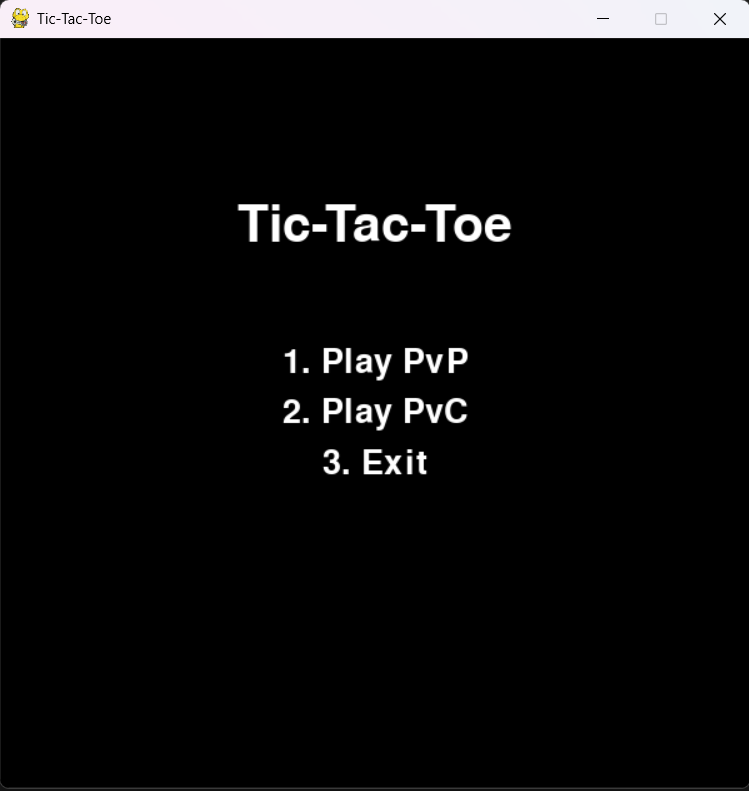 Tic-Tac-Toe
Tic-Tac-Toe
1. Play PvP
2. Play PvC
3. Exit